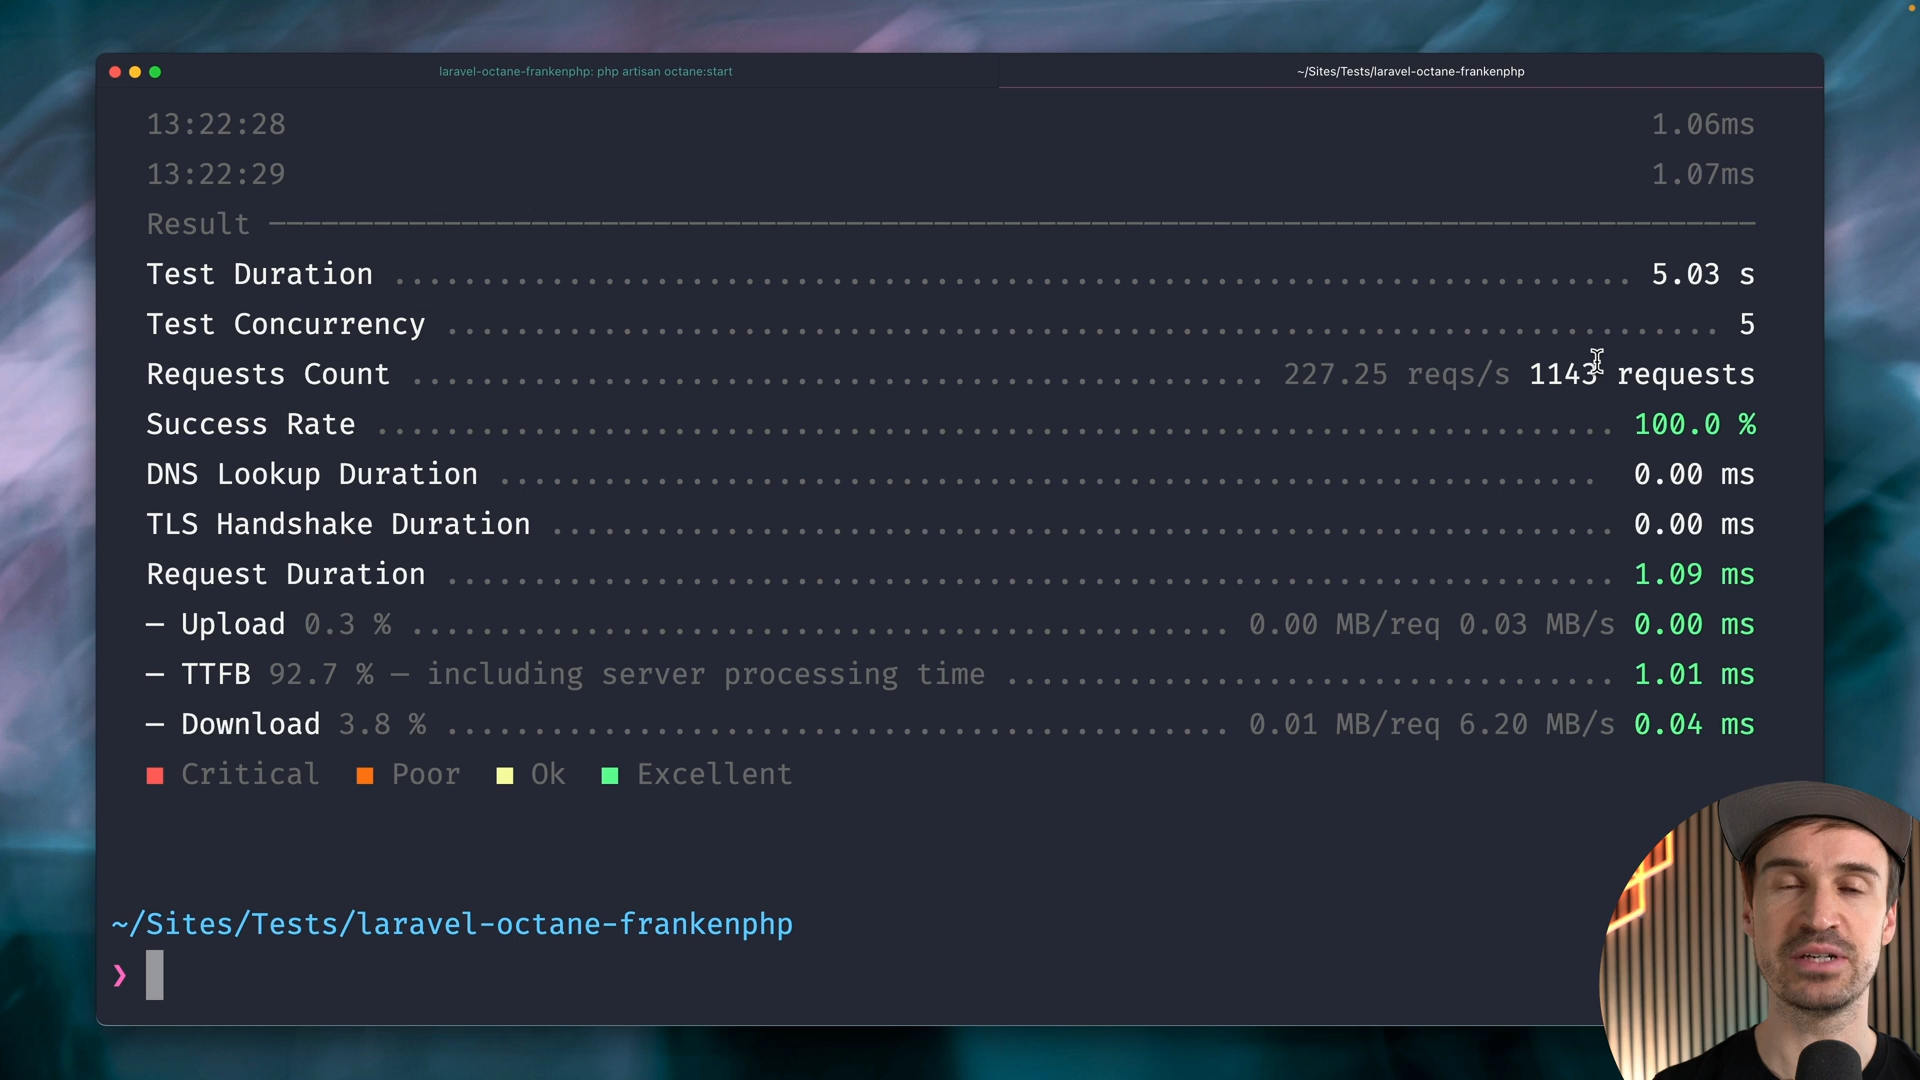 laravel-octane-frankenphp: php artisan octane:start
~/Sites/Tests/laravel-octane-frankenphp
13:22:28 1.06ms
13:22:29 1.07ms
Result
Test Duration 5.03 s
Test Concurrency 5
Requests Count 227.25 reqs/s 1143 requests
Success Rate 100.0 %
DNS Lookup Duration 0.00 ms
TLS Handshake Duration 0.00 ms
Request Duration 1.09 ms
— Upload 0.3 % 0.00 MB/req 0.03 MB/s 0.00 ms
— TTFB 92.7 % — including server processing time 1.01 ms
— Download 3.8 % 0.01 MB/req 6.20 MB/s 0.04 ms
Critical Poor Ok Excellent
~/Sites/Tests/laravel-octane-frankenphp
❯